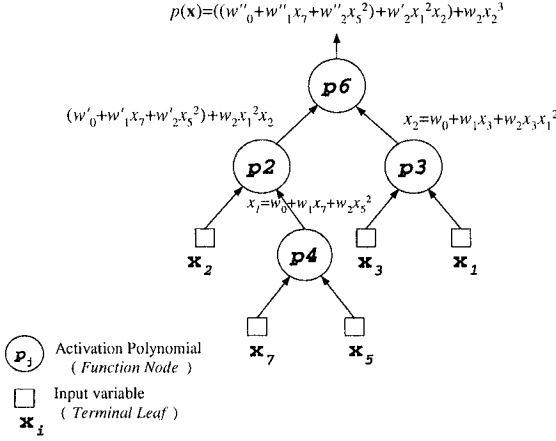 p(x)=((w''₀+w''₁x₇+w''₂x₅²)+w'₂x₁²x₂)+w₂x₂³
p6
(w'₀+w'₁x₇+w'₂x₅²)+w₂x₁²x₂
x₂=w₀+w₁x₃+w₂x₃x₁²
p2
p3
x₁=w₀+w₁x₇+w₂x₅²
x₂
p4
x₃
x₁
x₇
x₅
pⱼ Activation Polynomial
( Function Node )
Input variable
( Terminal Leaf )
xᵢ